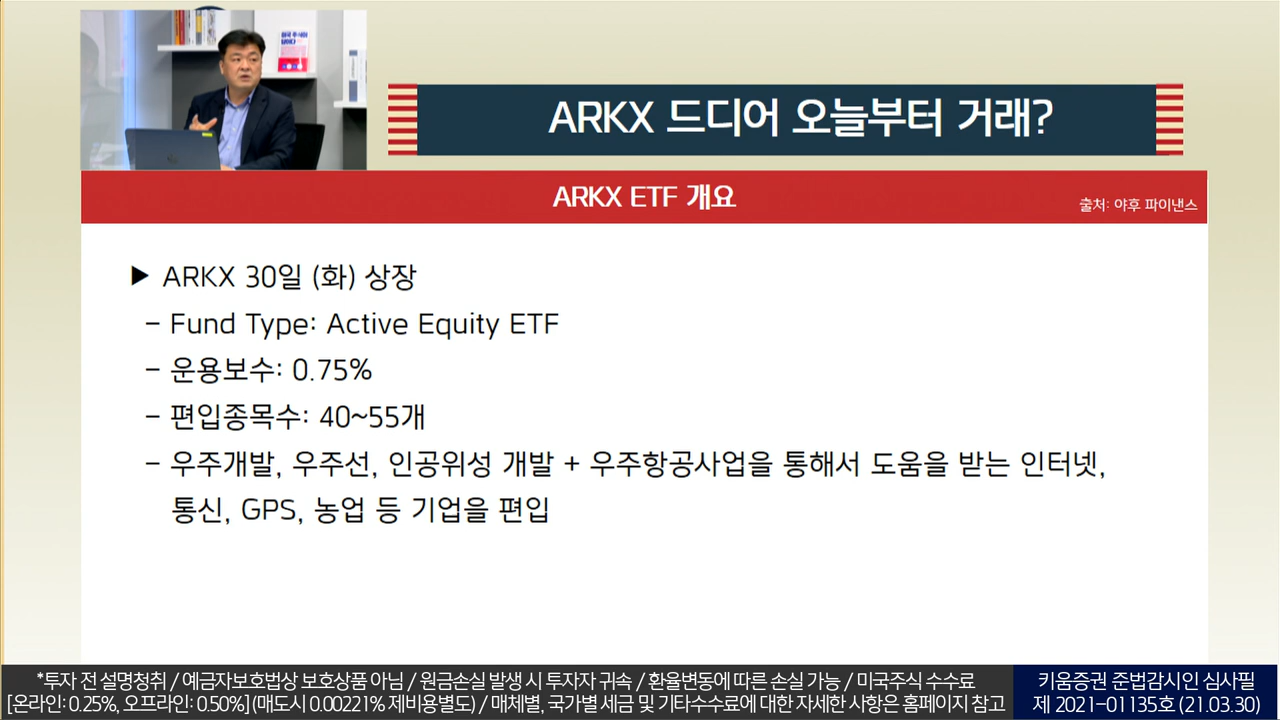 미국 주식이
답이다
ARKX 드디어 오늘부터 거래?
ARKX ETF 개요
출처: 야후 파이낸스
▶ ARKX 30일 (화) 상장
- Fund Type: Active Equity ETF
- 운용보수: 0.75%
- 편입종목수: 40~55개
- 우주개발, 우주선, 인공위성 개발 + 우주항공사업을 통해서 도움을 받는 인터넷,
통신, GPS, 농업 등 기업을 편입
*투자 전 설명청취 / 예금자보호법상 보호상품 아님 / 원금손실 발생 시 투자자 귀속 / 환율변동에 따른 손실 가능 / 미국주식 수수료
[온라인: 0.25%, 오프라인: 0.50%] (매도시 0.00221% 제비용별도) / 매체별, 국가별 세금 및 기타수수료에 대한 자세한 사항은 홈페이지 참고
키움증권 준법감시인 심사필
제 2021-01135호 (21.03.30)